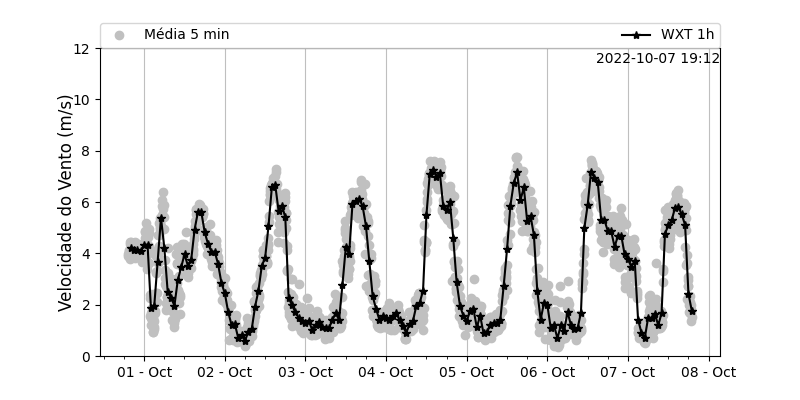 Média 5 min
WXT 1h
2022-10-07 19:12
Velocidade do Vento (m/s)
12
10
8
6
4
2
0
01 - Oct
02 - Oct
03 - Oct
04 - Oct
05 - Oct
06 - Oct
07 - Oct
08 - Oct